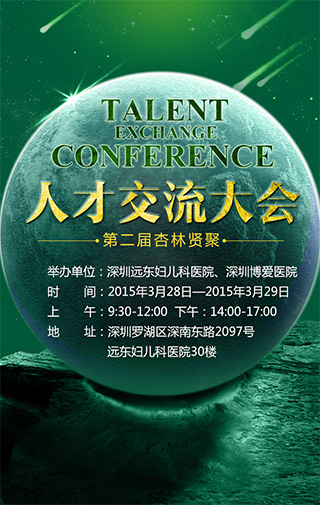 TALENT
EXCHANGE
CONFERENCE
人才交流大会
第二届杏林贤聚
举办单位：深圳远东妇儿科医院、深圳博爱医院
时 间：2015年3月28日—2015年3月29日
上 午：9:30-12:00 下午：14:00-17:00
地 址：深圳罗湖区深南东路2097号
远东妇儿科医院30楼